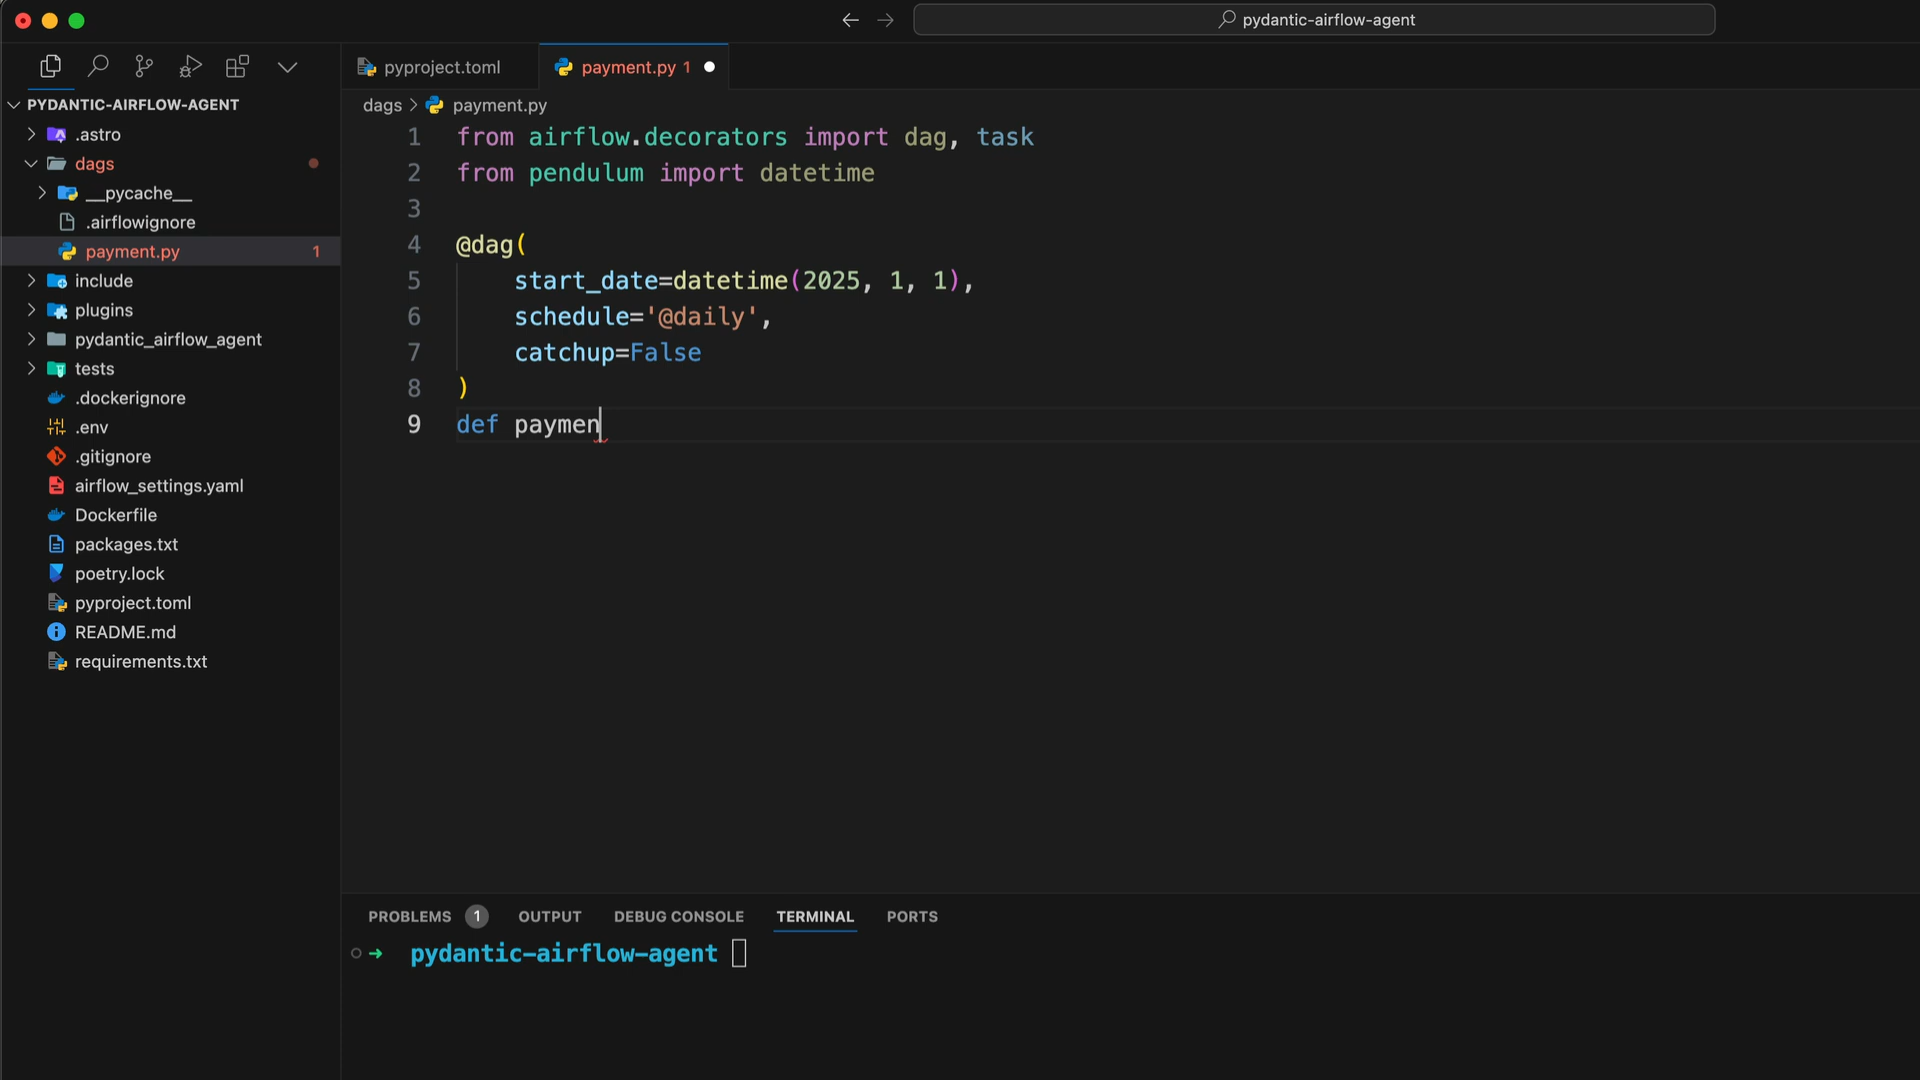 pydantic-airflow-agent
pyproject.toml
payment.py 1
PYDANTIC-AIRFLOW-AGENT
.astro
dags
__pycache__
.airflowignore
payment.py 1
include
plugins
pydantic_airflow_agent
tests
.dockerignore
.env
.gitignore
airflow_settings.yaml
Dockerfile
packages.txt
poetry.lock
pyproject.toml
README.md
requirements.txt
dags > payment.py
1 from airflow.decorators import dag, task
2 from pendulum import datetime
3
4 @dag(
5 start_date=datetime(2025, 1, 1),
6 schedule='@daily',
7 catchup=False
8 )
9 def paymen
PROBLEMS 1 OUTPUT DEBUG CONSOLE TERMINAL PORTS
➜ pydantic-airflow-agent